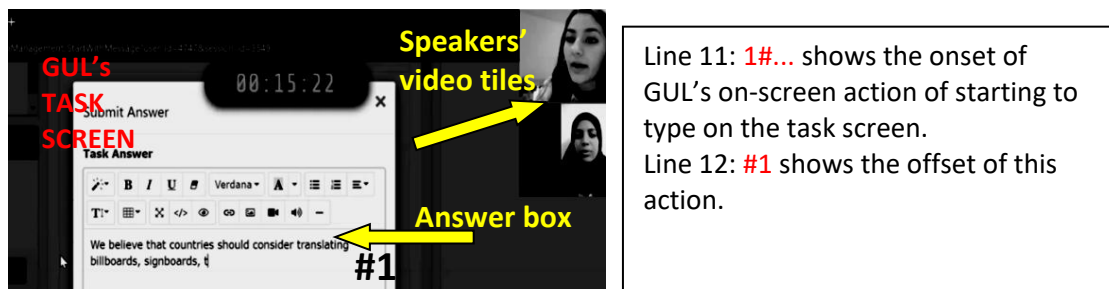 +
GUL's
TASK
SCREEN
Speakers'
video tiles
00:15:22
Submit Answer
×
Task Answer
B I U Verdana A
T </>
We believe that countries should consider translating
billboards, signboards, t
Answer box
#1
Line 11: 1#... shows the onset of
GUL's on-screen action of starting to
type on the task screen.
Line 12: #1 shows the offset of this
action.